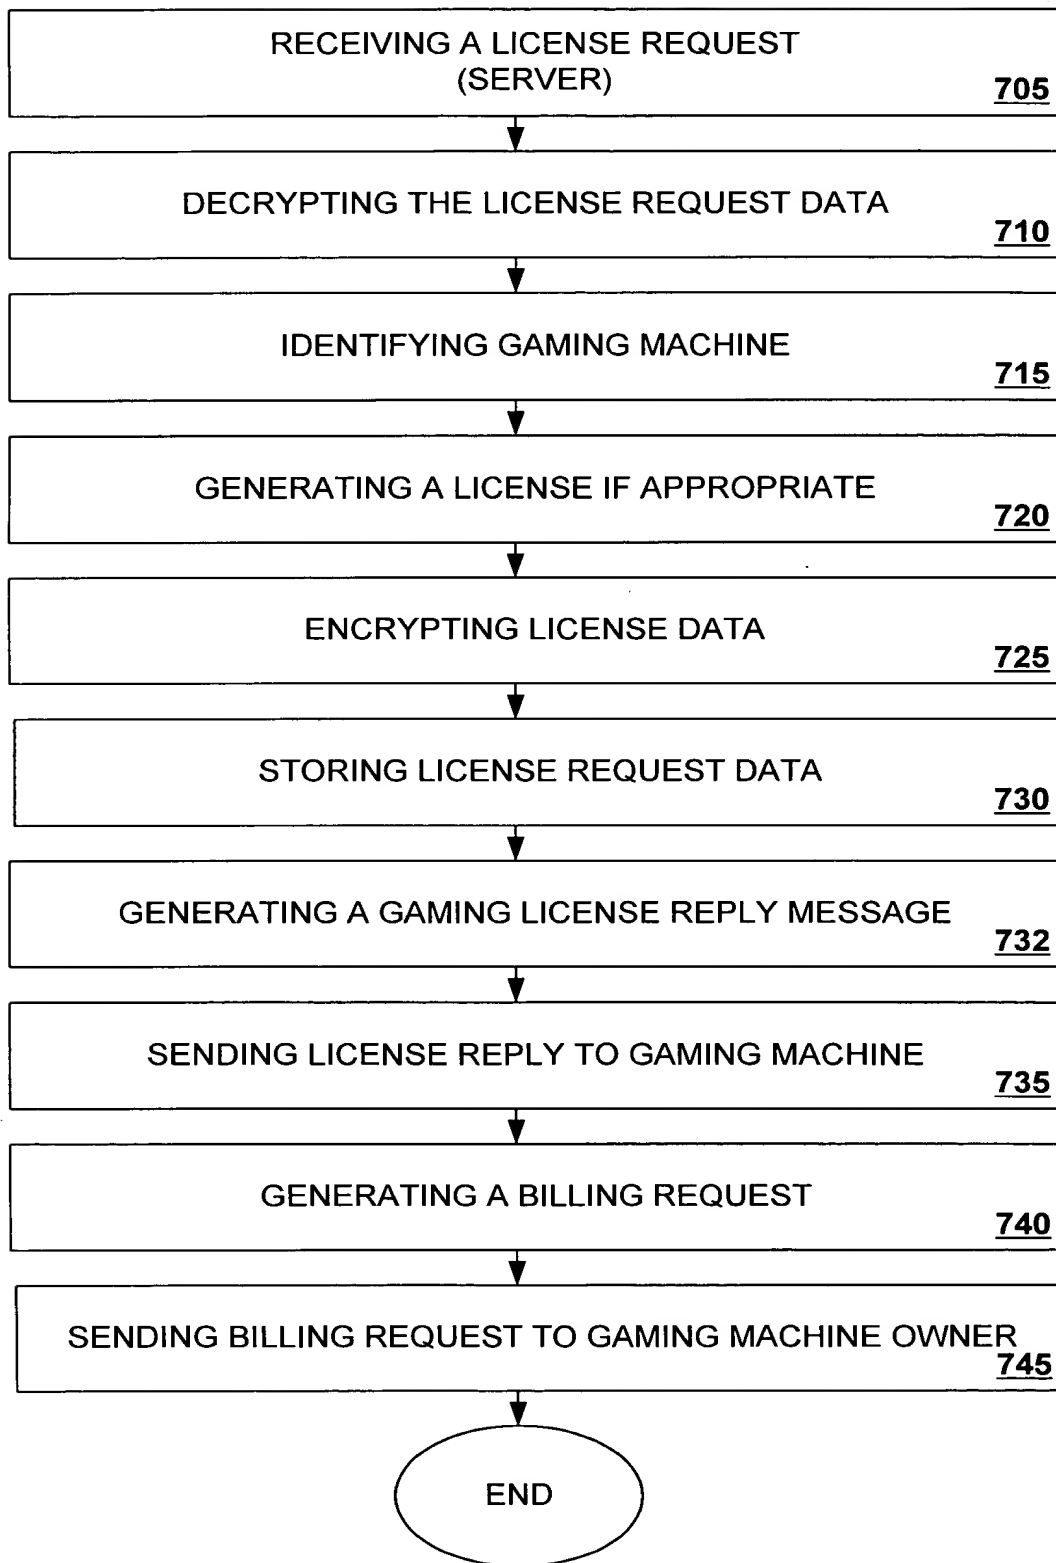 RECEIVING A LICENSE REQUEST
(SERVER)
705
DECRYPTING THE LICENSE REQUEST DATA
710
IDENTIFYING GAMING MACHINE
715
GENERATING A LICENSE IF APPROPRIATE
720
ENCRYPTING LICENSE DATA
725
STORING LICENSE REQUEST DATA
730
GENERATING A GAMING LICENSE REPLY MESSAGE
732
SENDING LICENSE REPLY TO GAMING MACHINE
735
GENERATING A BILLING REQUEST
740
SENDING BILLING REQUEST TO GAMING MACHINE OWNER
745
END